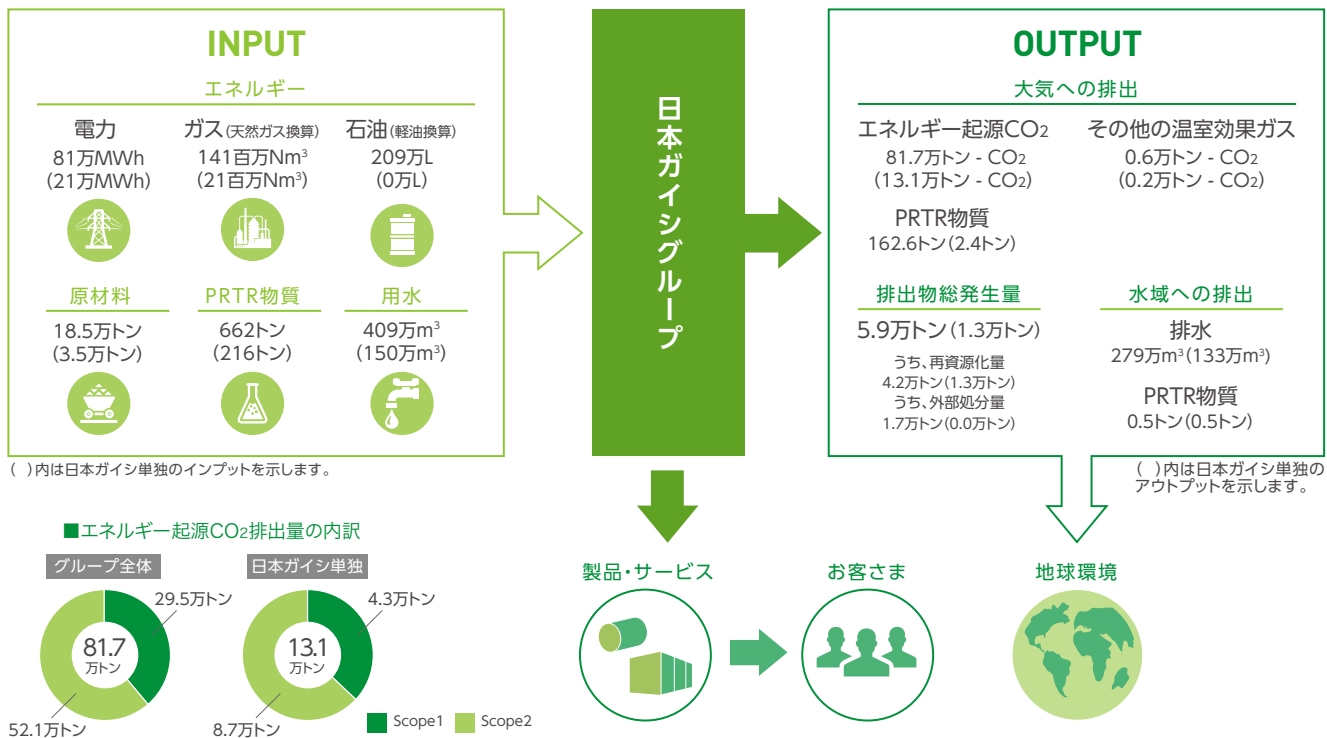 INPUT
エネルギー
電力
81万MWh
(21万MWh)
ガス(天然ガス換算)
141百万Nm³
(21百万Nm³)
石油(軽油換算)
209万L
(0万L)
原材料
18.5万トン
(3.5万トン)
PRTR物質
662トン
(216トン)
用水
409万m³
(150万m³)
( )内は日本ガイシ単独のインプットを示します。
日本ガイシグループ
OUTPUT
大気への排出
エネルギー起源CO₂
81.7万トン - CO₂
(13.1万トン - CO₂)
その他の温室効果ガス
0.6万トン - CO₂
(0.2万トン - CO₂)
PRTR物質
162.6トン(2.4トン)
排出物総発生量
5.9万トン(1.3万トン)
うち、再資源化量
4.2万トン(1.3万トン)
うち、外部処分量
1.7万トン(0.0万トン)
水域への排出
排水
279万m³(133万m³)
PRTR物質
0.5トン(0.5トン)
( )内は日本ガイシ単独の
アウトプットを示します。
■エネルギー起源CO₂排出量の内訳
グループ全体
29.5万トン
81.7
万トン
52.1万トン
日本ガイシ単独
4.3万トン
13.1
万トン
8.7万トン
Scope1
Scope2
製品・サービス
お客さま
地球環境